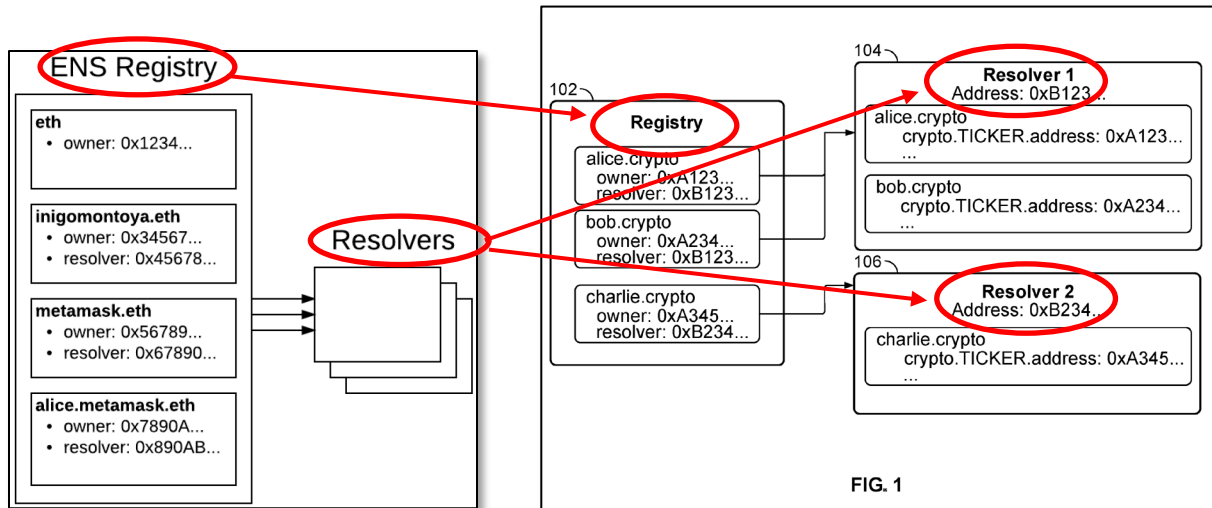 ENS Registry
eth
• owner: 0x1234...
inigomontoya.eth
• owner: 0x34567...
• resolver: 0x45678...
metamask.eth
• owner: 0x56789...
• resolver: 0x67890...
alice.metamask.eth
• owner: 0x7890A...
• resolver: 0x890AB...
Resolvers
102
Registry
alice.crypto
owner: 0xA123...
resolver: 0xB123...
bob.crypto
owner: 0xA234...
resolver: 0xB123...
charlie.crypto
owner: 0xA345...
resolver: 0xB234...
104
Resolver 1
Address: 0xB123...
alice.crypto
crypto.TICKER.address: 0xA123...
...
bob.crypto
crypto.TICKER.address: 0xA234...
...
106
Resolver 2
Address: 0xB234...
charlie.crypto
crypto.TICKER.address: 0xA345...
...
FIG. 1